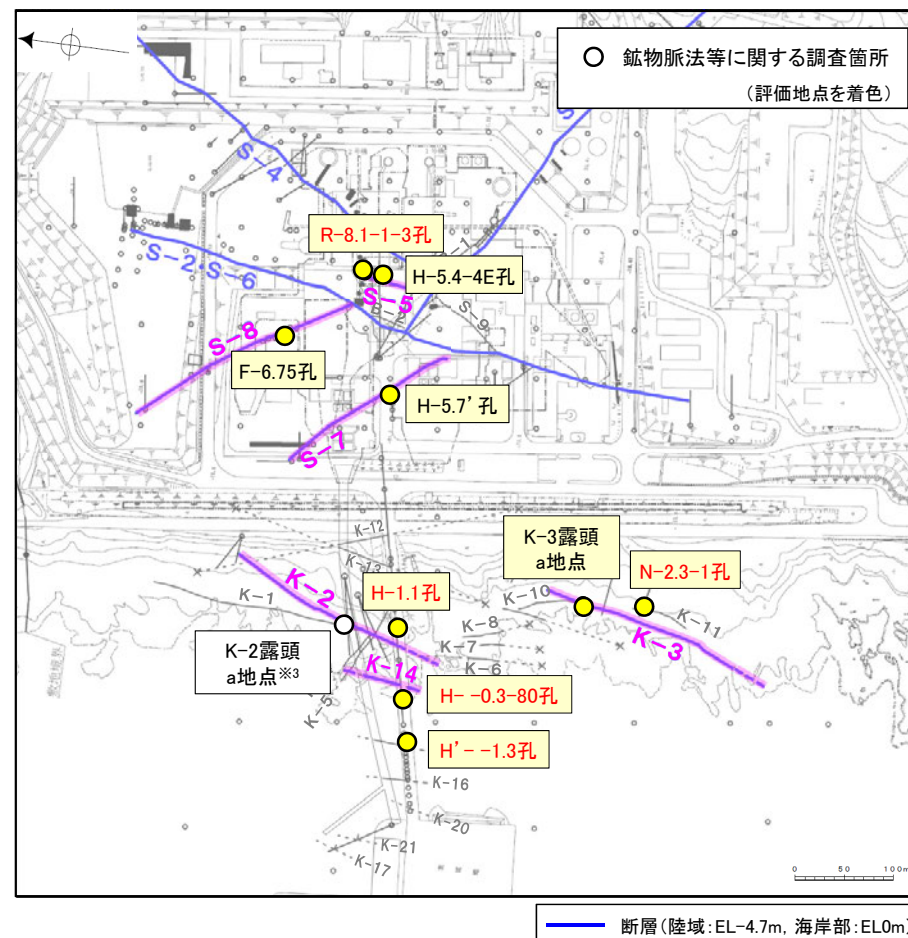 ○ 鉱物脈法等に関する調査箇所
(評価地点を着色)
S-4
R-8.1-1-3孔
S-2・S-6
H-5.4-4E孔
S-5
S-9
S-8
F-6.75孔
H-5.7’孔
S-7
K-12
K-13
K-3露頭
a地点
N-2.3-1孔
K-2
K-1
H-1.1孔
K-10
K-11
K-8
K-3
K-2露頭
a地点※3
K-7
K-6
K-14
K-5
H- -0.3-80孔
H’- -1.3孔
K-16
K-20
K-21
K-17
0 50 100m
断層(陸域:EL-4.7m, 海岸部:EL0m)